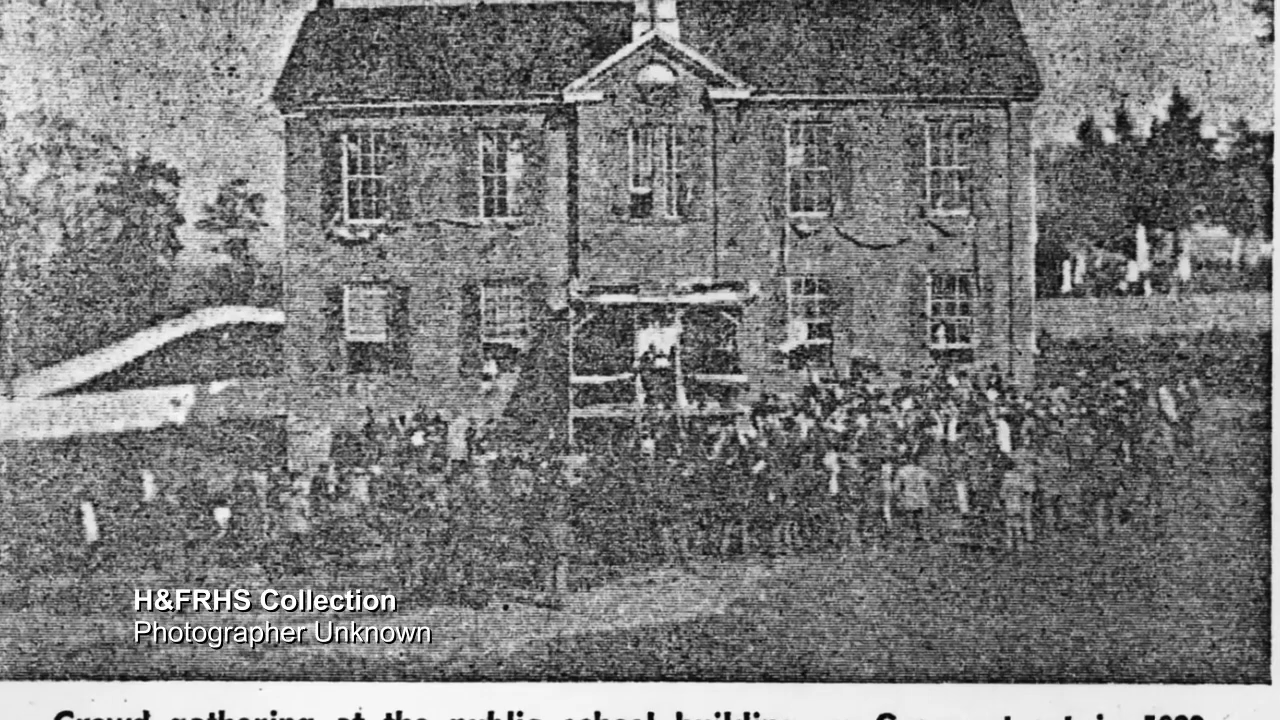 H&FRHS Collection
Photographer Unknown
Crowd gathering at the public school building